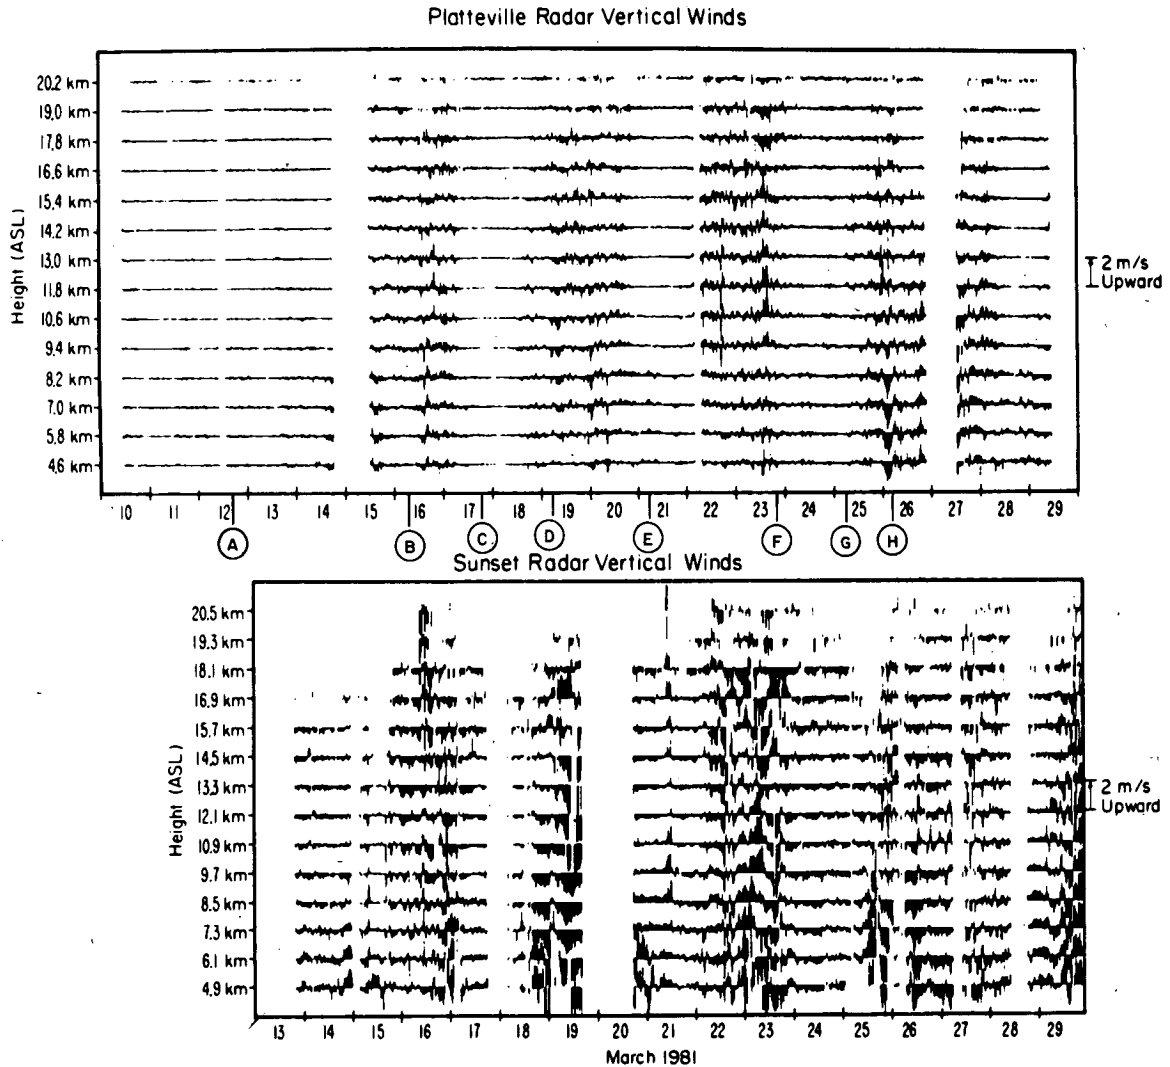 Platteville Radar Vertical Winds
Height (ASL)
20.2 km
19.0 km
17.8 km
16.6 km
15.4 km
14.2 km
13.0 km
11.8 km
10.6 km
9.4 km
8.2 km
7.0 km
5.8 km
4.6 km
2 m/s
Upward
10 11 12 13 14 15 16 17 18 19 20 21 22 23 24 25 26 27 28 29
A B C D E F G H
Sunset Radar Vertical Winds
Height (ASL)
20.5 km
19.3 km
18.1 km
16.9 km
15.7 km
14.5 km
13.3 km
12.1 km
10.9 km
9.7 km
8.5 km
7.3 km
6.1 km
4.9 km
2 m/s
Upward
13 14 15 16 17 18 19 20 21 22 23 24 25 26 27 28 29
March 1981